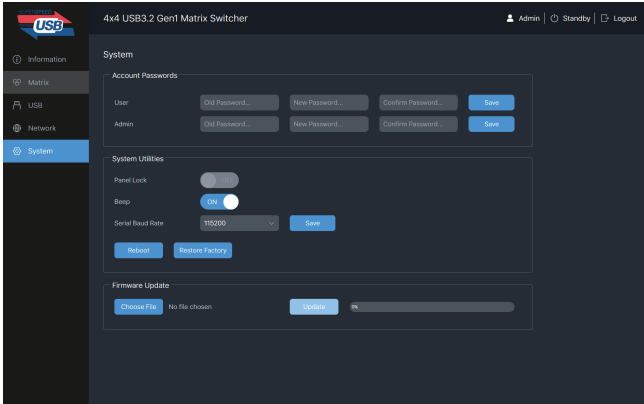 SUPERSPEED
USB
4x4 USB3.2 Gen1 Matrix Switcher
Admin
Standby
Logout
Information
Matrix
USB
Network
System
System
Account Passwords
User Old Password... New Password... Confirm Password... Save
Admin Old Password... New Password... Confirm Password... Save
System Utilities
Panel Lock OFF
Beep ON
Serial Baud Rate 115200 Save
Reboot Restore Factory
Firmware Update
Choose File No file chosen Update 0%